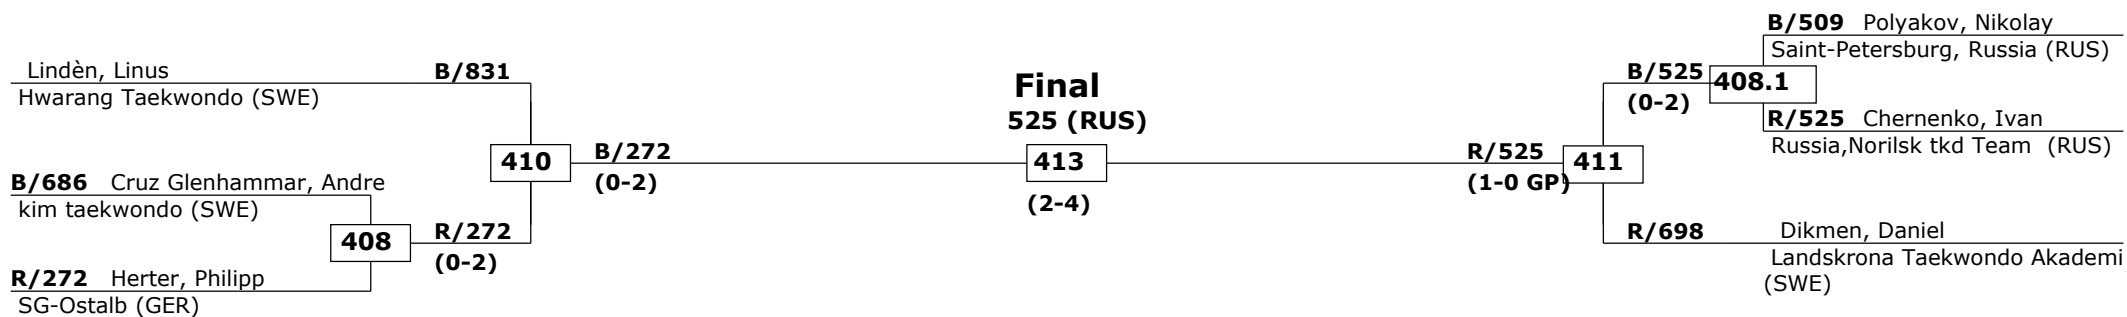 B/509 Polyakov, Nikolay
Saint-Petersburg, Russia (RUS)
Lindèn, Linus
B/831
Hwarang Taekwondo (SWE)
Final
525 (RUS)
B/525
(0-2)
408.1
R/525 Chernenko, Ivan
Russia,Norilsk tkd Team (RUS)
410
B/272
(0-2)
413
(2-4)
R/525
(1-0 GP)
411
B/686 Cruz Glenhammar, Andre
kim taekwondo (SWE)
408
R/272
(0-2)
R/272 Herter, Philipp
SG-Ostalb (GER)
R/698
Dikmen, Daniel
Landskrona Taekwondo Akademi
(SWE)